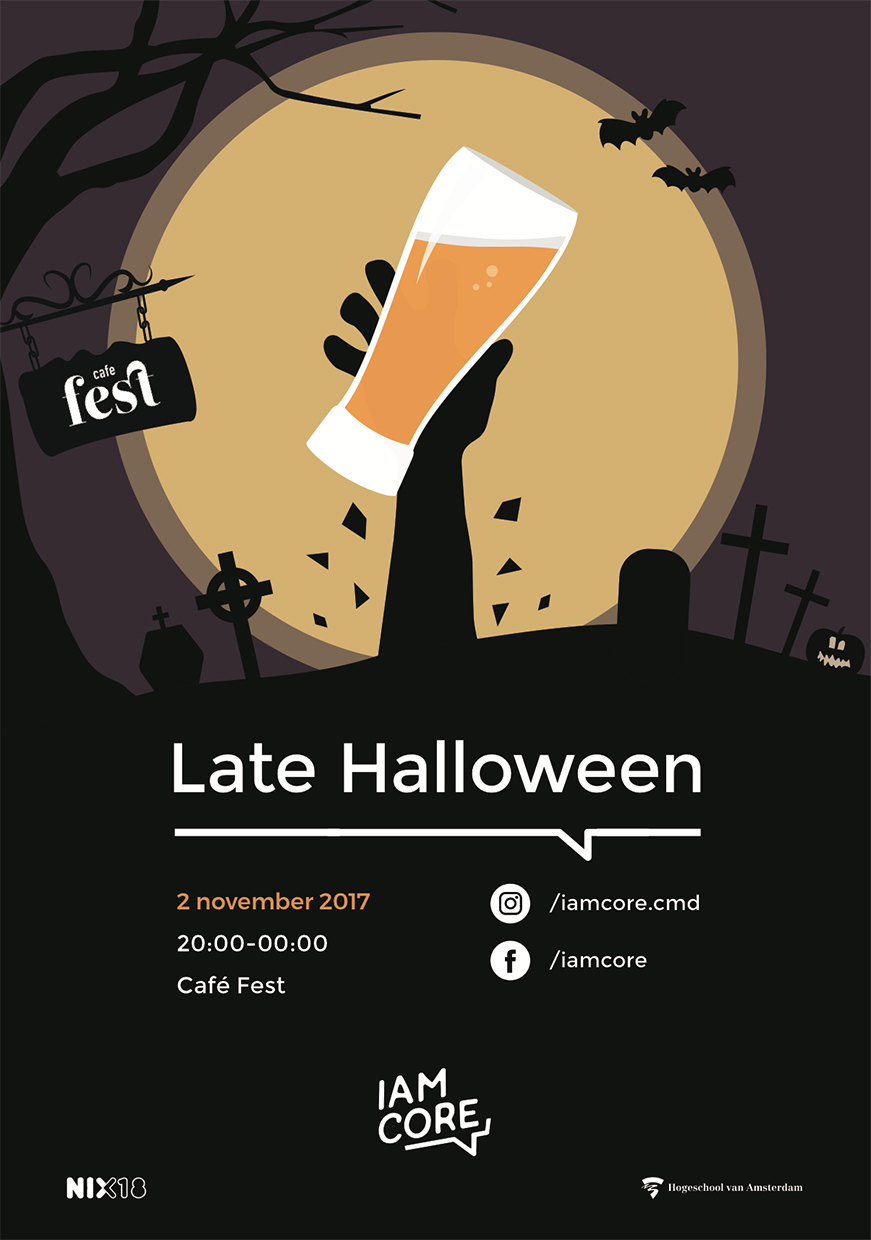 cafe
fest
Late Halloween
2 november 2017
20:00-00:00
Café Fest
/iamcore.cmd
/iamcore
IAM
CORE
NIX18
Hogeschool van Amsterdam